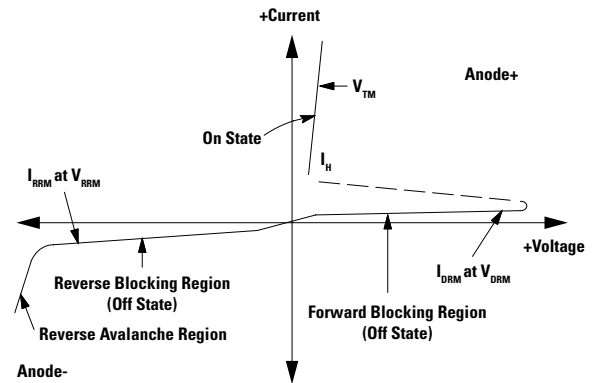 +Current
Anode+
V_TM
On State
I_H
I_RRM at V_RRM
+Voltage
I_DRM at V_DRM
Reverse Blocking Region
(Off State)
Forward Blocking Region
(Off State)
Reverse Avalanche Region
Anode-